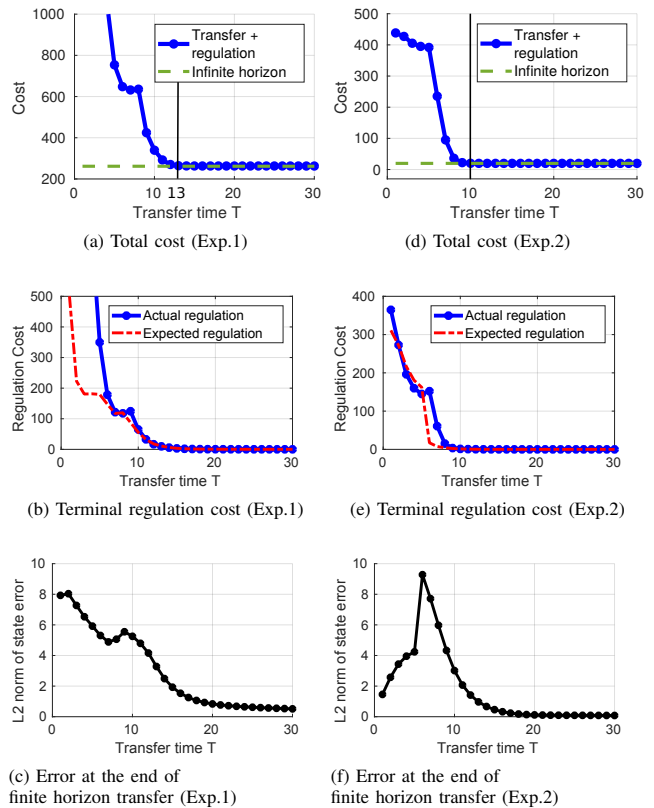 1000
800
600
400
200
Cost
Transfer +
regulation
Infinite horizon
0
10
13
20
30
Transfer time T
(a) Total cost (Exp.1)
500
400
300
200
100
0
Cost
Transfer +
regulation
Infinite horizon
0
10
20
30
Transfer time T
(d) Total cost (Exp.2)
500
400
300
200
100
0
Regulation Cost
Actual regulation
Expected regulation
0
10
20
30
Transfer time T
(b) Terminal regulation cost (Exp.1)
400
300
200
100
0
Regulation Cost
Actual regulation
Expected regulation
0
10
20
30
Transfer time T
(e) Terminal regulation cost (Exp.2)
10
8
6
4
2
0
L2 norm of state error
0
10
20
30
Transfer time T
(c) Error at the end of
finite horizon transfer (Exp.1)
10
8
6
4
2
0
L2 norm of state error
0
10
20
30
Transfer time T
(f) Error at the end of
finite horizon transfer (Exp.2)